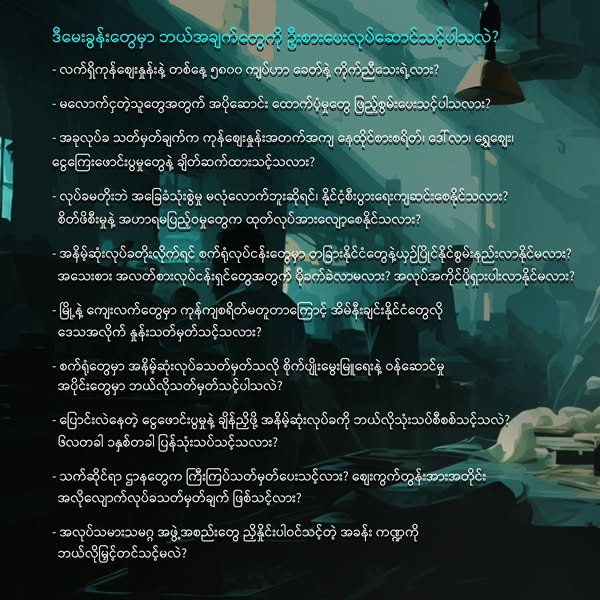 ဒီမေးခွန်းတွေမှာ ဘယ်အချက်တွေကို ဦးစားပေးလုပ်ဆောင်သင့်ပါသလဲ?
- လက်ရှိကုန်ဈေးနှုန်းနဲ့ တစ်နေ့ ၅၈၀၀ ကျပ်ဟာ ခေတ်နဲ့ ကိုက်ညီသေးရဲ့လား?
- မလောက်ငှတဲ့သူတွေအတွက် အပိုဆောင်း ထောက်ပံ့မှုတွေ ဖြည့်စွမ်းပေးသင့်ပါသလား?
- အခုလုပ်ခ သတ်မှတ်ချက်က ကုန်ဈေးနှုန်းအတက်အကျ နေထိုင်စားစရိတ်၊ ဒေါ်လာ၊ ရွှေဈေး၊
ငွေကြေးဖောင်းပွမှုတွေနဲ့ ချိတ်ဆက်ထားသင့်သလား?
- လုပ်ခမတိုးဘဲ အခြေခံသုံးစွဲမှု မလုံလောက်ဘူးဆိုရင်၊ နိုင်ငံ့စီးပွားရေးကျဆင်းစေနိုင်သလား?
စိတ်ဖိစီးမှုနဲ့ အဟာရမပြည့်ဝမှုတွေက ထုတ်လုပ်အားလျော့စေနိုင်သလား?
- အနိမ့်ဆုံးလုပ်ခတိုးလိုက်ရင် စက်ရုံလုပ်ငန်းတွေမှာ တခြားနိုင်ငံတွေနဲ့ယှဉ်ပြိုင်နိုင်စွမ်းနည်းလာနိုင်မလား?
အသေးစား အလတ်စားလုပ်ငန်းရှင်တွေအတွက် ပိုခက်ခဲလာမလား? အလုပ်အကိုင်ပိုရှားပါးလာနိုင်မလား?
- မြို့နဲ့ ကျေးလက်တွေမှာ ကုန်ကျစရိတ်မတူတာကြောင့် အိမ်နီးချင်းနိုင်ငံတွေလို
ဒေသအလိုက် နှုန်းသတ်မှတ်သင့်သလား?
- စက်ရုံတွေမှာ အနိမ့်ဆုံးလုပ်ခသတ်မှတ်သလို စိုက်ပျိုးမွေးမြူရေးနဲ့ ဝန်ဆောင်မှု
အပိုင်းတွေမှာ ဘယ်လိုသတ်မှတ်သင့်ပါသလဲ?
- ပြောင်းလဲနေတဲ့ ငွေဖောင်းပွမှုနဲ့ ချိန်ညှိဖို့ အနိမ့်ဆုံးလုပ်ခကို ဘယ်လိုသုံးသပ်စီစစ်သင့်သလဲ?
၆လတခါ ၁နှစ်တခါ ပြန်သုံးသပ်သင့်သလား?
- သက်ဆိုင်ရာ ဌာနတွေက ကြီးကြပ်သတ်မှတ်ပေးသင့်လား? ဈေးကွက်တွန်းအားအတိုင်း
အလိုလျောက်လုပ်ခသတ်မှတ်ချက် ဖြစ်သင့်လား?
- အလုပ်သမားသမဂ္ဂ အဖွဲ့အစည်းတွေ ညှိနှိုင်းပါဝင်သင့်တဲ့ အခန်း ကဏ္ဍကို
ဘယ်လိုမြှင့်တင်သင့်မလဲ?